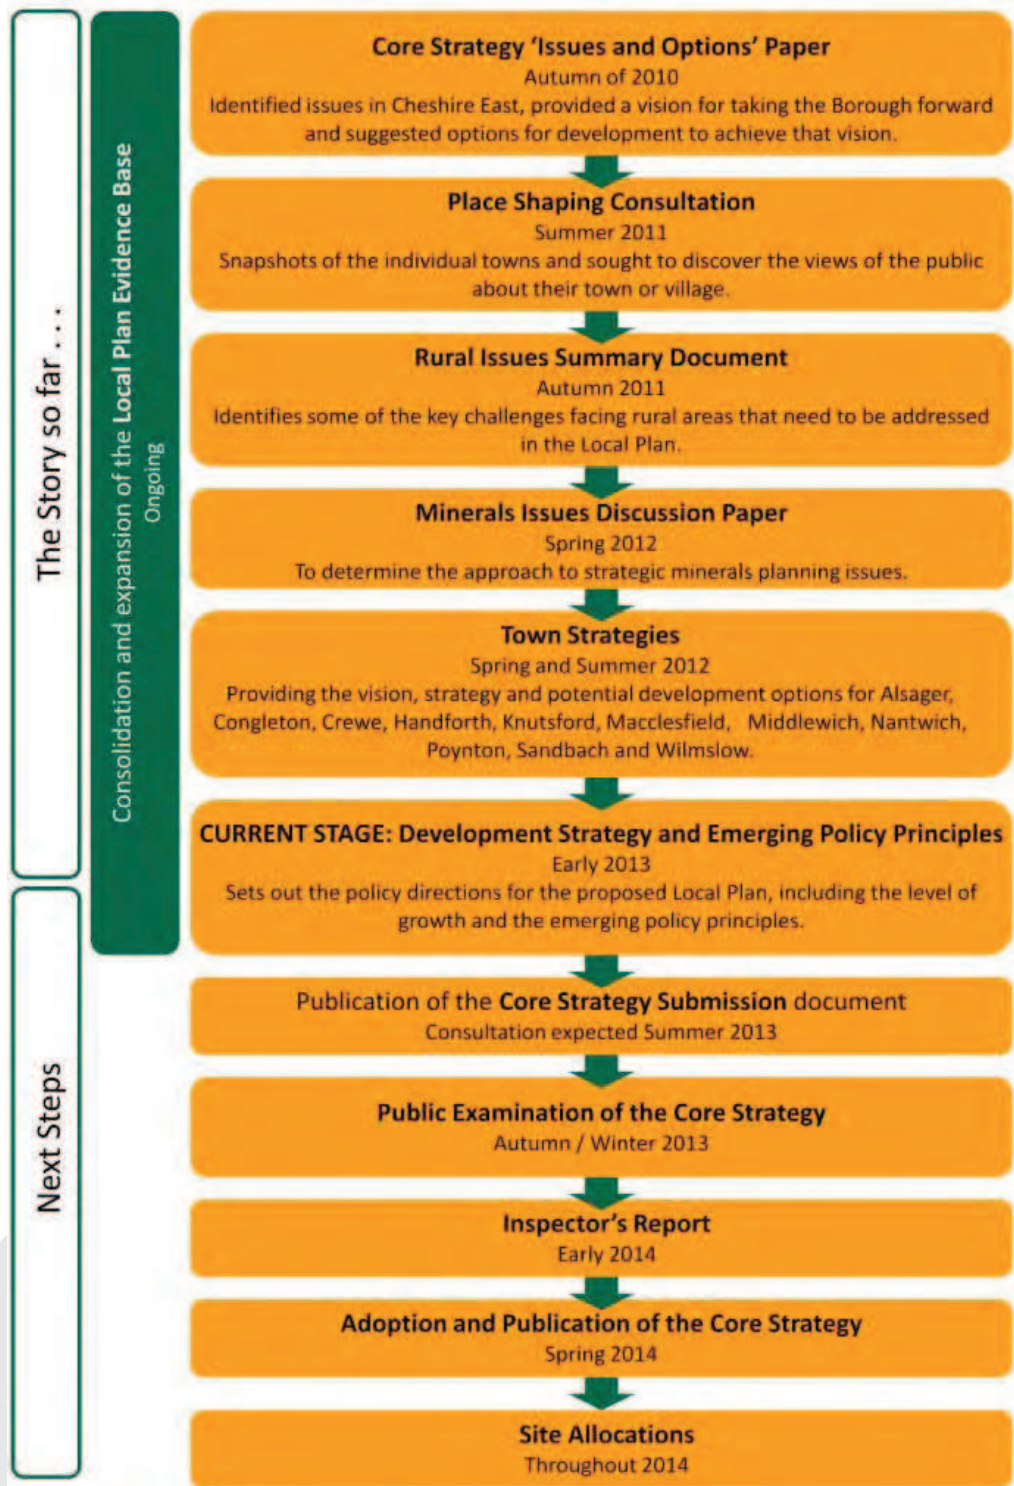 The Story so far . . .
Consolidation and expansion of the Local Plan Evidence Base
Ongoing
Core Strategy ‘Issues and Options’ Paper
Autumn of 2010
Identified issues in Cheshire East, provided a vision for taking the Borough forward
and suggested options for development to achieve that vision.
Place Shaping Consultation
Summer 2011
Snapshots of the individual towns and sought to discover the views of the public
about their town or village.
Rural Issues Summary Document
Autumn 2011
Identifies some of the key challenges facing rural areas that need to be addressed
in the Local Plan.
Minerals Issues Discussion Paper
Spring 2012
To determine the approach to strategic minerals planning issues.
Town Strategies
Spring and Summer 2012
Providing the vision, strategy and potential development options for Alsager,
Congleton, Crewe, Handforth, Knutsford, Macclesfield, Middlewich, Nantwich,
Poynton, Sandbach and Wilmslow.
CURRENT STAGE: Development Strategy and Emerging Policy Principles
Early 2013
Sets out the policy directions for the proposed Local Plan, including the level of
growth and the emerging policy principles.
Next Steps
Publication of the Core Strategy Submission document
Consultation expected Summer 2013
Public Examination of the Core Strategy
Autumn / Winter 2013
Inspector’s Report
Early 2014
Adoption and Publication of the Core Strategy
Spring 2014
Site Allocations
Throughout 2014